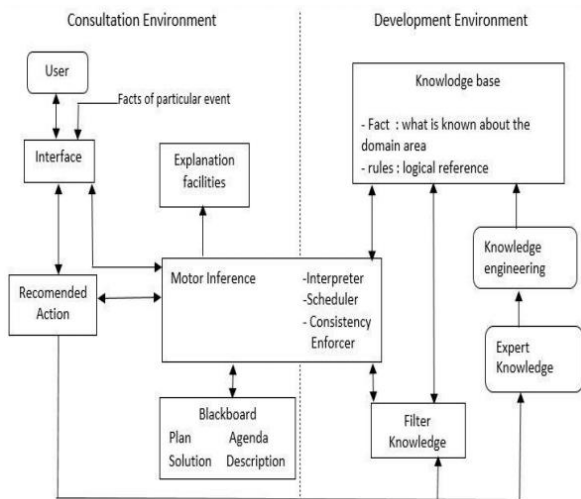 Consultation Environment
Development Environment
User
Facts of particular event
Interface
Explanation
facilities
Knowlodge base
- Fact : what is known about the
domain area
- rules : logical reference
Knowledge
engineering
Recomended
Action
Motor Inference
-Interpreter
-Scheduler
- Consistency
Enforcer
Expert
Knowledge
Blackboard
Plan Agenda
Solution Description
Filter
Knowledge